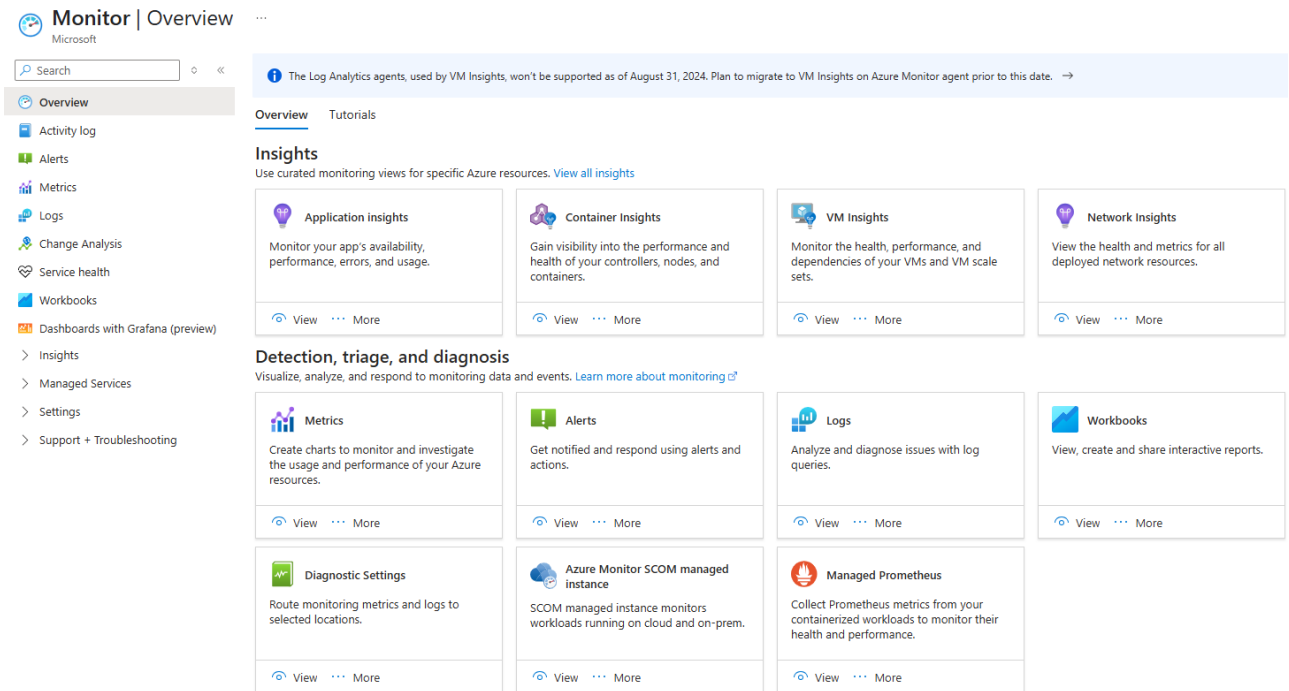 Monitor | Overview ...
Microsoft
Search
Overview
Activity log
Alerts
Metrics
Logs
Change Analysis
Service health
Workbooks
Dashboards with Grafana (preview)
Insights
Managed Services
Settings
Support + Troubleshooting
The Log Analytics agents, used by VM Insights, won't be supported as of August 31, 2024. Plan to migrate to VM Insights on Azure Monitor agent prior to this date. →
Overview Tutorials
Insights
Use curated monitoring views for specific Azure resources. View all insights
Application insights
Monitor your app's availability,
performance, errors, and usage.
View ... More
Container Insights
Gain visibility into the performance and
health of your controllers, nodes, and
containers.
View ... More
VM Insights
Monitor the health, performance, and
dependencies of your VMs and VM scale
sets.
View ... More
Network Insights
View the health and metrics for all
deployed network resources.
View ... More
Detection, triage, and diagnosis
Visualize, analyze, and respond to monitoring data and events. Learn more about monitoring
Metrics
Create charts to monitor and investigate
the usage and performance of your Azure
resources.
View ... More
Alerts
Get notified and respond using alerts and
actions.
View ... More
Logs
Analyze and diagnose issues with log
queries.
View ... More
Workbooks
View, create and share interactive reports.
View ... More
Diagnostic Settings
Route monitoring metrics and logs to
selected locations.
View ... More
Azure Monitor SCOM managed
instance
SCOM managed instance monitors
workloads running on cloud and on-prem.
View ... More
Managed Prometheus
Collect Prometheus metrics from your
containerized workloads to monitor their
health and performance.
View ... More